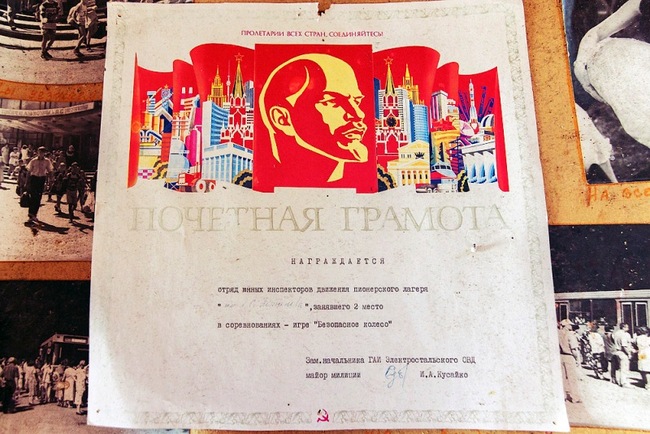 ПРОЛЕТАРИИ ВСЕХ СТРАН, СОЕДИНЯЙТЕСЬ!
ПОЧЕТНАЯ ГРАМОТА
НАГРАЖДАЕТСЯ
отряд юных инспекторов движения пионерского лагеря
" ",занявшего 2 место
в соревнованиях - игре "Безопасное колесо"
Зам.начальника ГАИ Электростальского ОВД
майор милиции И.А.Кусайко
НА